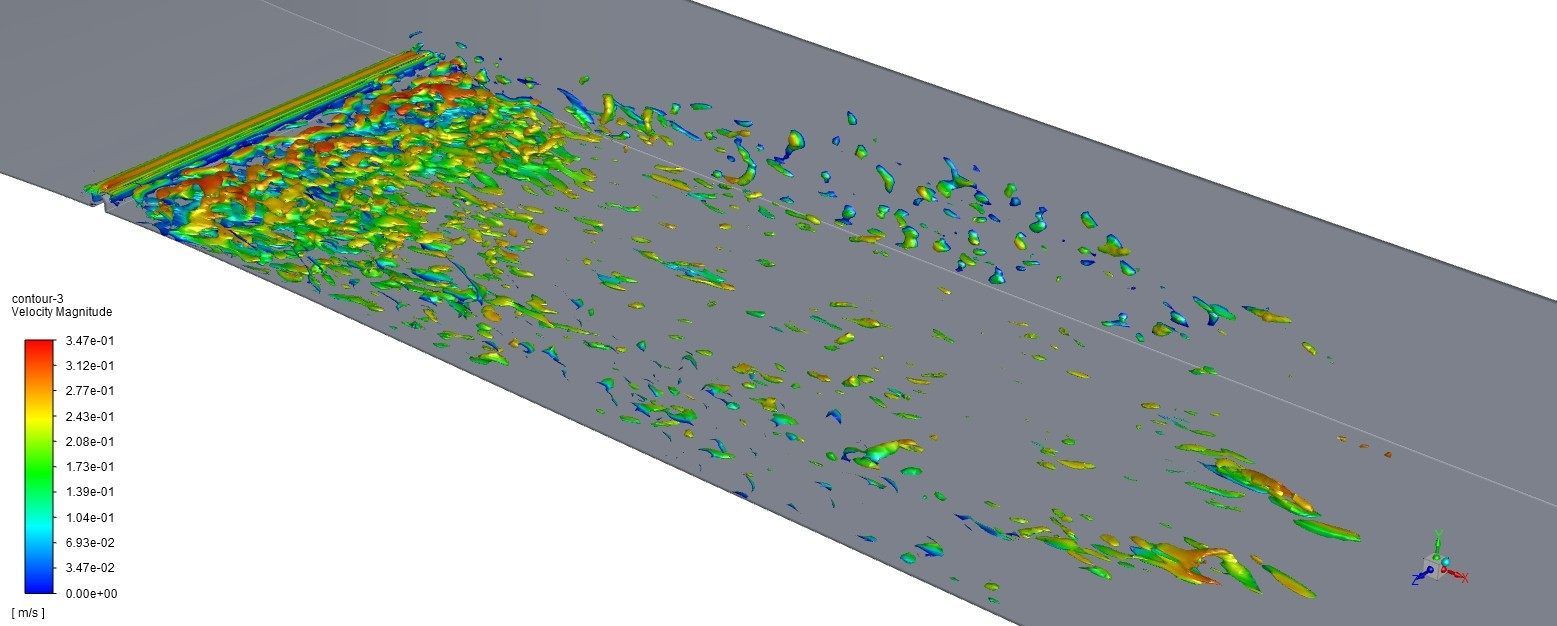 contour-3
Velocity Magnitude
3.47e-01
3.12e-01
2.77e-01
2.43e-01
2.08e-01
1.73e-01
1.39e-01
1.04e-01
6.93e-02
3.47e-02
0.00e+00
[ m/s ]
Y
Z
X